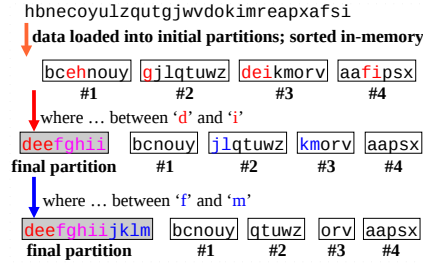 hbnecoyulzqutgjwvdokimreapxafsi
data loaded into initial partitions; sorted in-memory
bcehnouy gjlqtuwz deikmorv aafipsx
#1 #2 #3 #4
where … between ‘d’ and ‘i’
deefghii bcnouy jlqtuwz kmorv aapsx
final partition #1 #2 #3 #4
where … between ‘f’ and ‘m’
deefghiijklm bcnouy qtuwz orv aapsx
final partition #1 #2 #3 #4